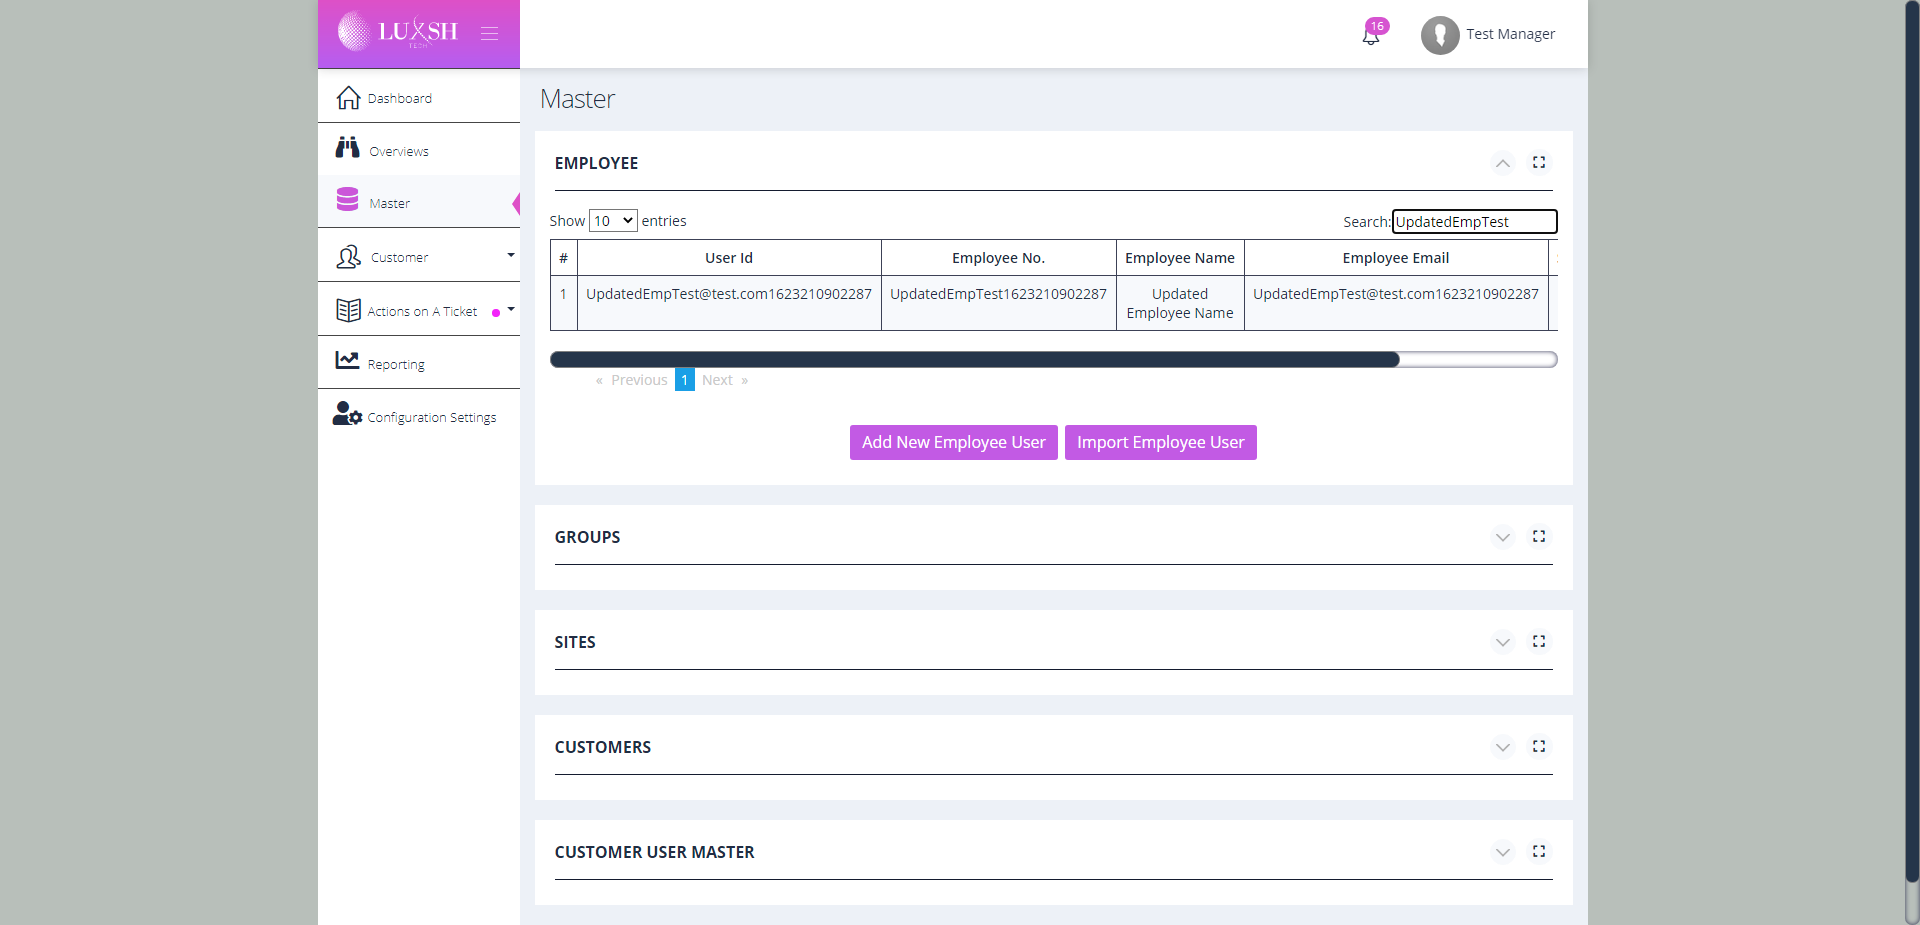 LUXSH
TECH
16
Test Manager
Dashboard
Overviews
Master
Customer
Actions on A Ticket
Reporting
Configuration Settings
Master
EMPLOYEE
Show 10 entries
Search: UpdatedEmpTest
# User Id Employee No. Employee Name Employee Email
1 UpdatedEmpTest@test.com1623210902287 UpdatedEmpTest1623210902287 Updated Employee Name UpdatedEmpTest@test.com1623210902287
« Previous 1 Next »
Add New Employee User Import Employee User
GROUPS
SITES
CUSTOMERS
CUSTOMER USER MASTER